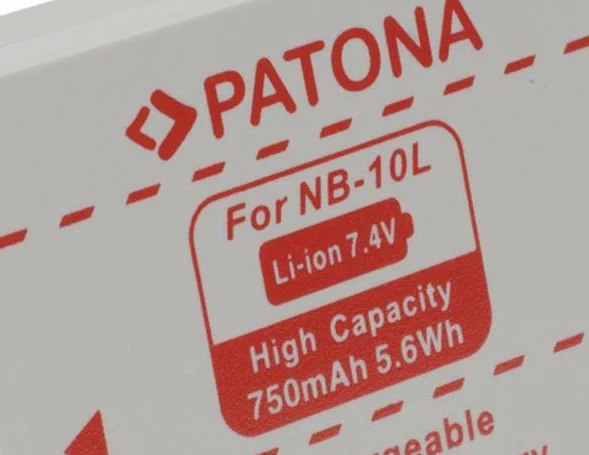 PATONA
For NB-10L
Li-ion 7.4V
High Capacity
750mAh 5.6Wh